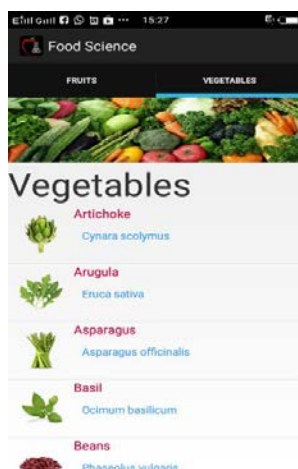 15:27
Food Science
FRUITS VEGETABLES
Vegetables
Artichoke
Cynara scolymus
Arugula
Eruca sativa
Asparagus
Asparagus officinalis
Basil
Ocimum basilicum
Beans
Phaseolus vulgaris